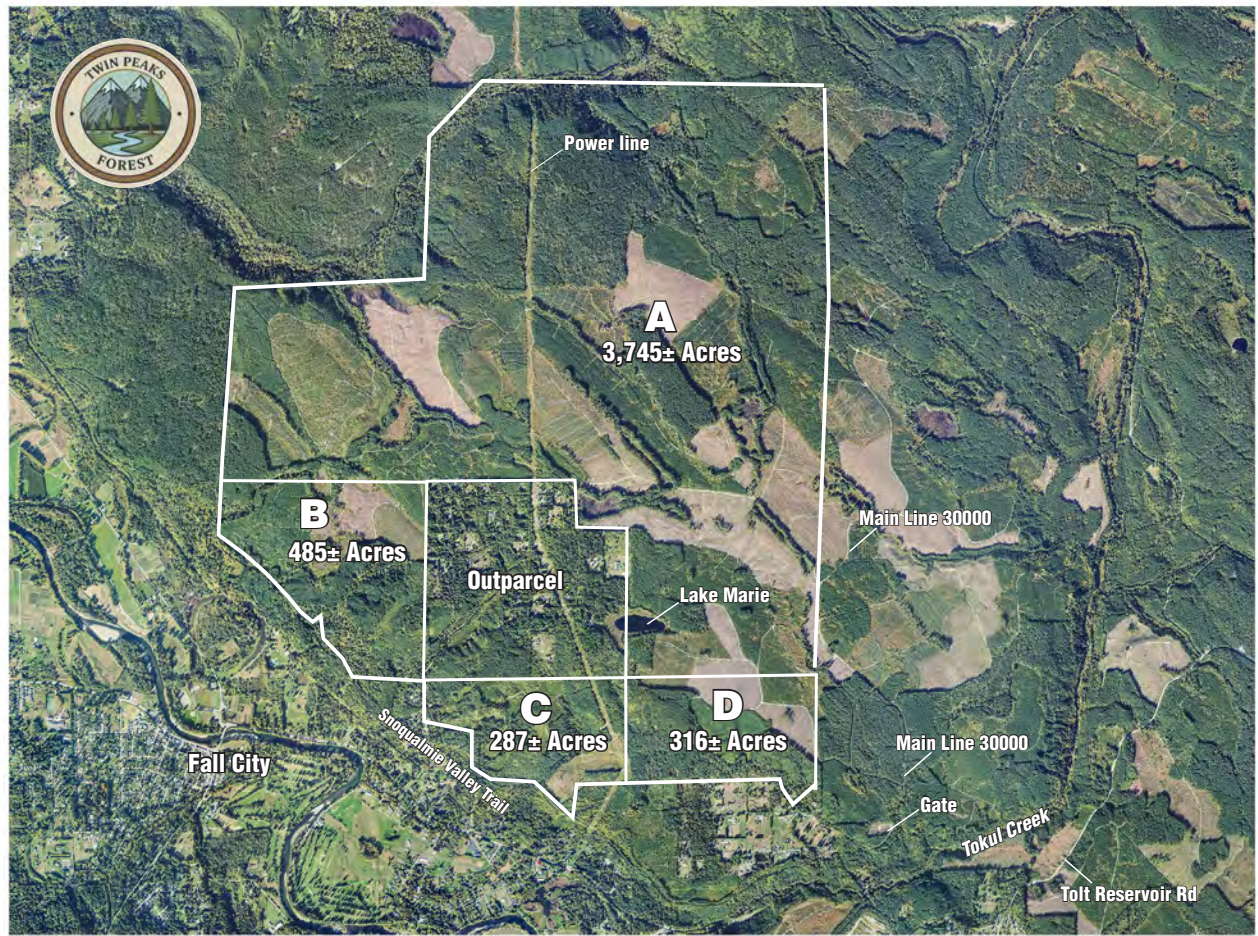 TWIN PEAKS
FOREST
Power line
A
3,745± Acres
B
485± Acres
Main Line 30000
Outparcel
Lake Marie
C
287± Acres
D
316± Acres
Snoqualmie Valley Trail
Fall City
Main Line 30000
Gate
Tokul Creek
Tolt Reservoir Rd